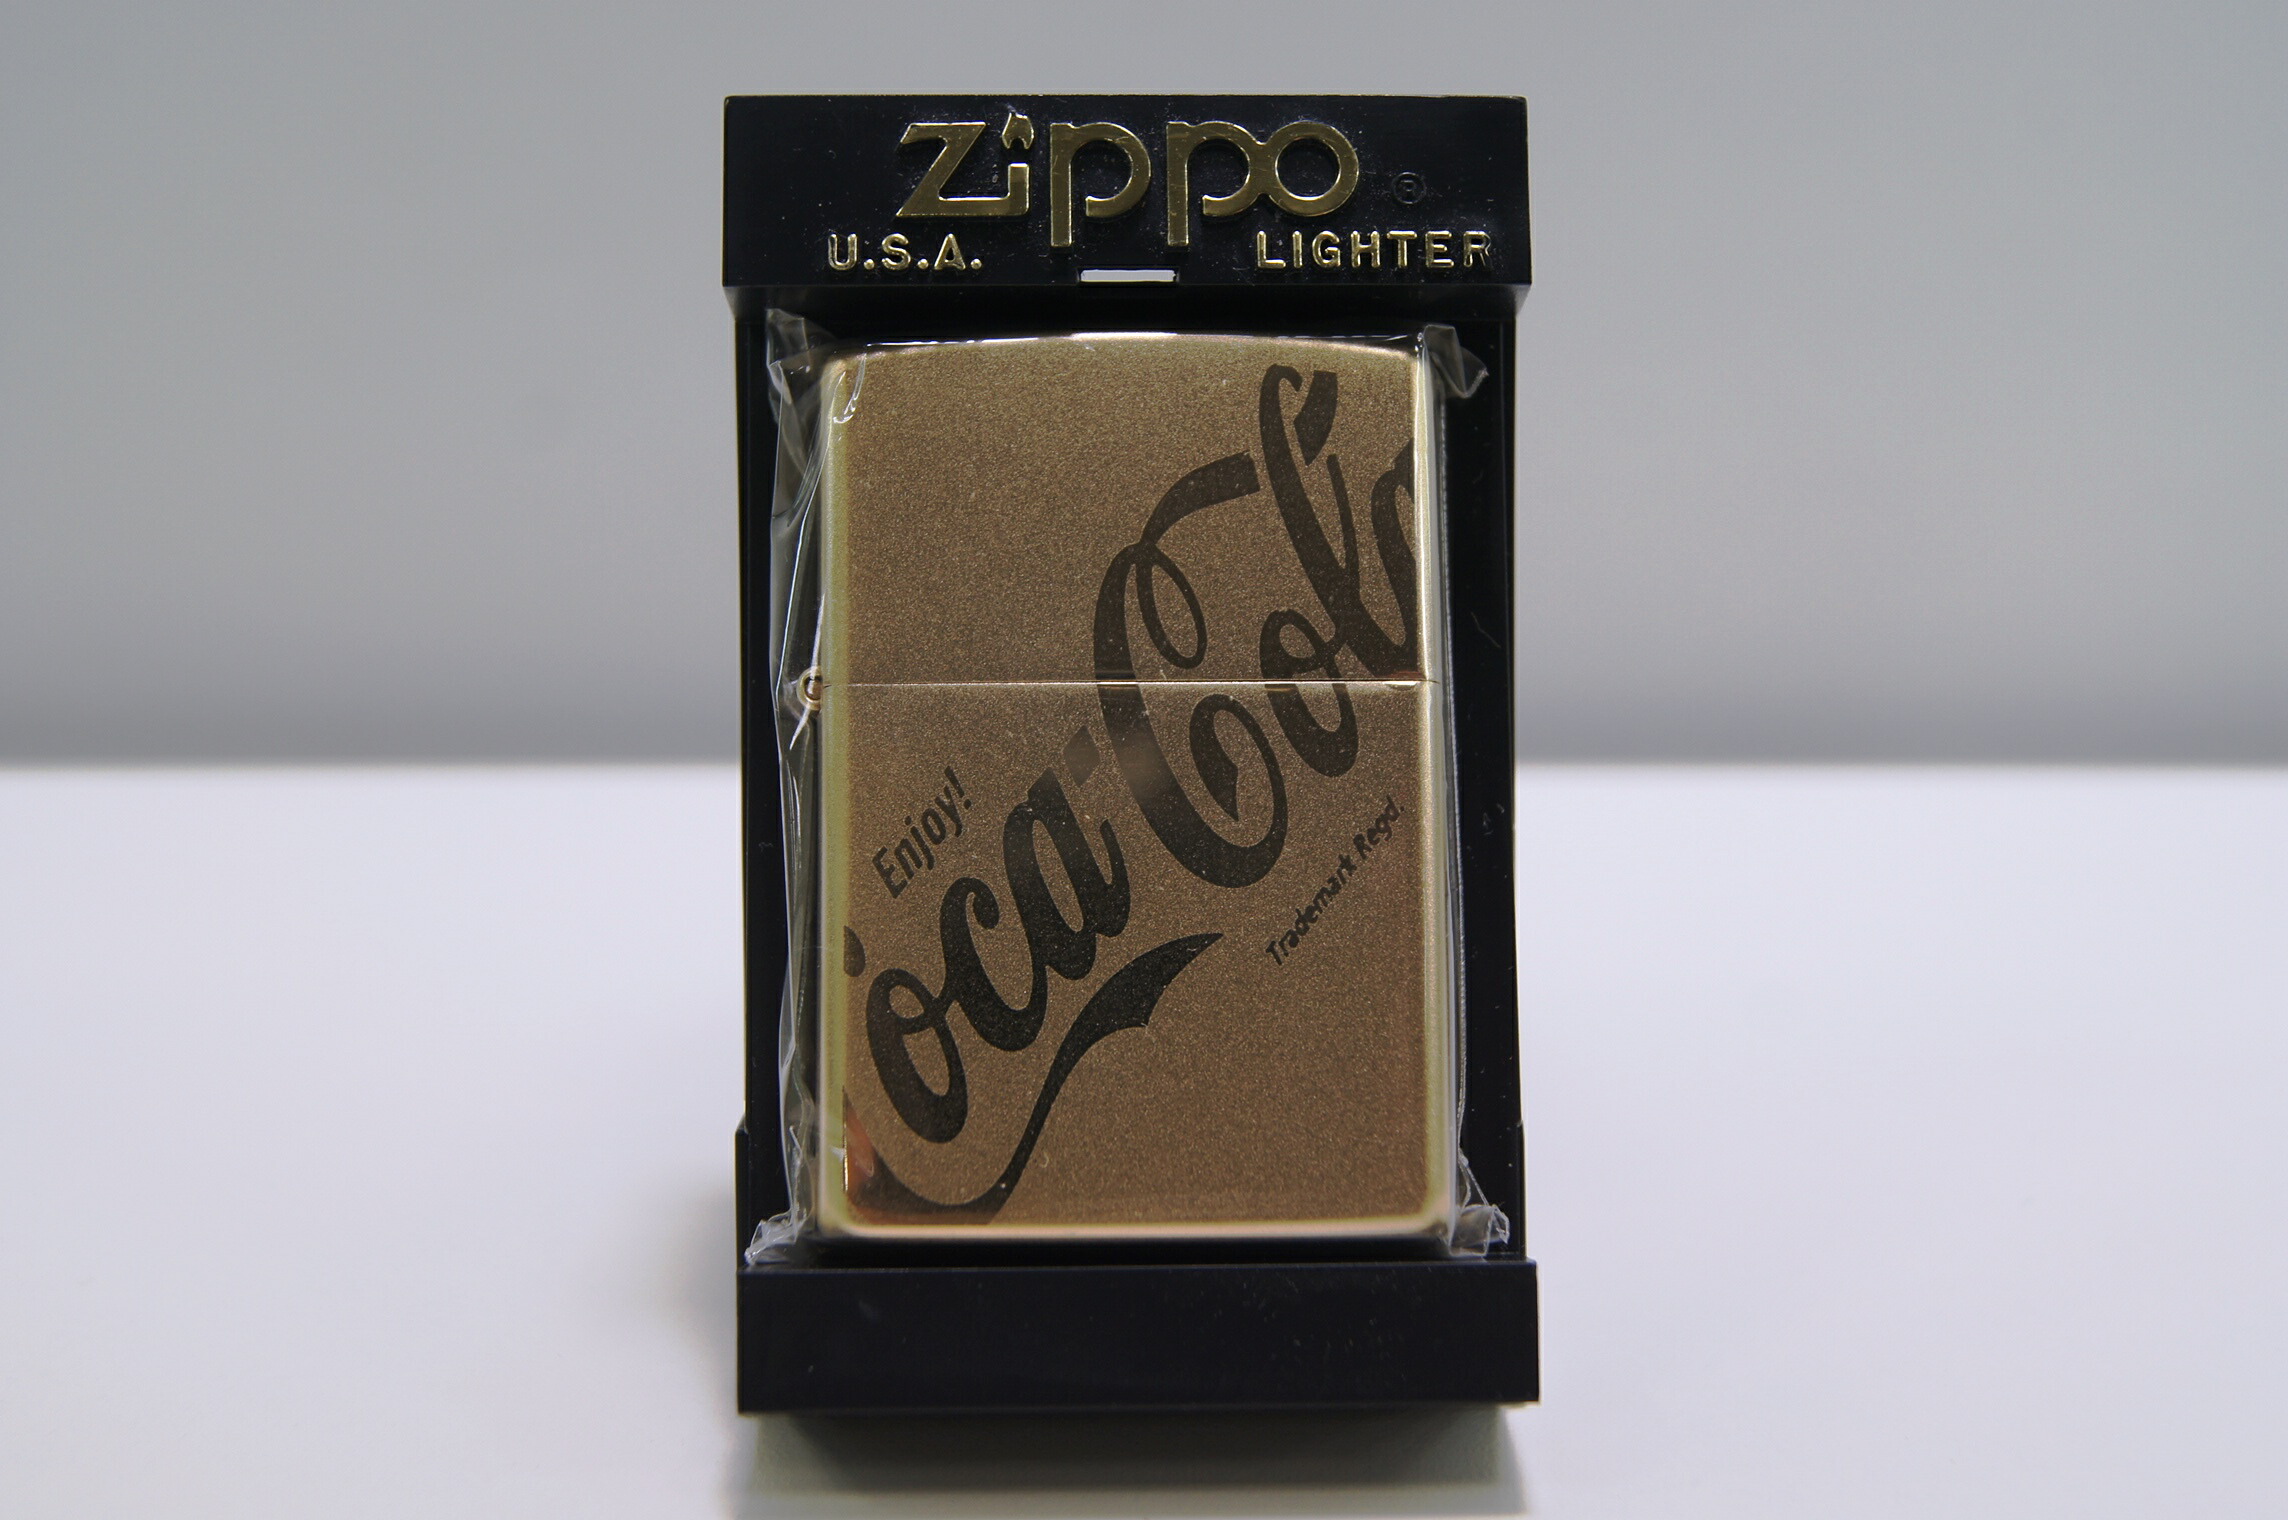 zippo ®
U.S.A. LIGHTER
Enjoy!
Coca-Cola
Trademark Regd.